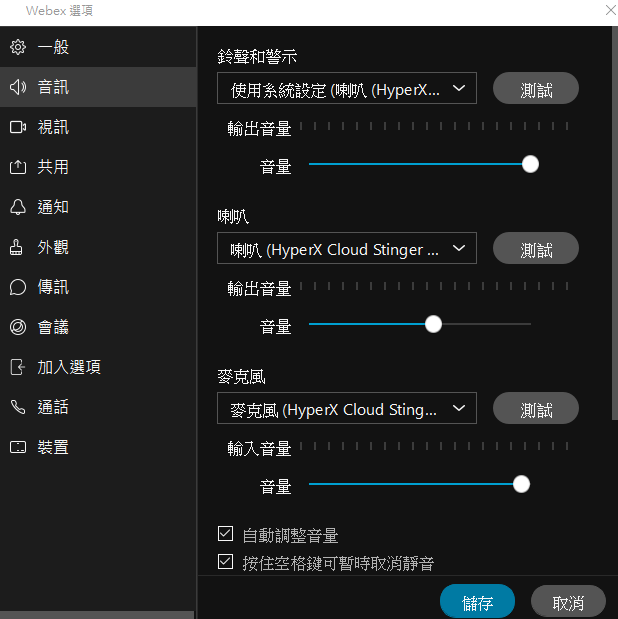 Webex 選項
一般
音訊
視訊
共用
通知
外觀
傳訊
會議
加入選項
通話
裝置
鈴聲和警示
使用系統設定 (喇叭 (HyperX...
測試
輸出音量
音量
喇叭
喇叭 (HyperX Cloud Stinger ...
測試
輸出音量
音量
麥克風
麥克風 (HyperX Cloud Sting...
測試
輸入音量
音量
自動調整音量
按住空格鍵可暫時取消靜音
儲存
取消